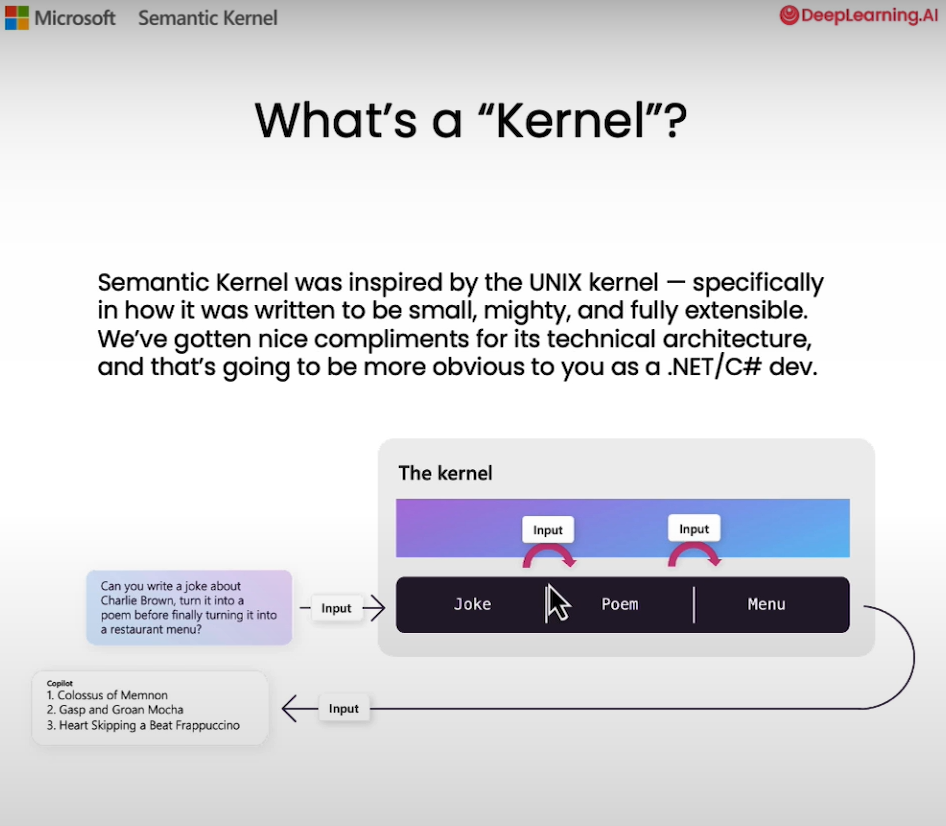 Microsoft Semantic Kernel
DeepLearning.AI
What's a “Kernel”?
Semantic Kernel was inspired by the UNIX kernel — specifically
in how it was written to be small, mighty, and fully extensible.
We've gotten nice compliments for its technical architecture,
and that's going to be more obvious to you as a .NET/C# dev.
The kernel
Input
Input
Can you write a joke about
Charlie Brown, turn it into a
poem before finally turning it into
a restaurant menu?
Input
Joke
Poem
Menu
Copilot
1. Colossus of Memnon
2. Gasp and Groan Mocha
3. Heart Skipping a Beat Frappuccino
Input